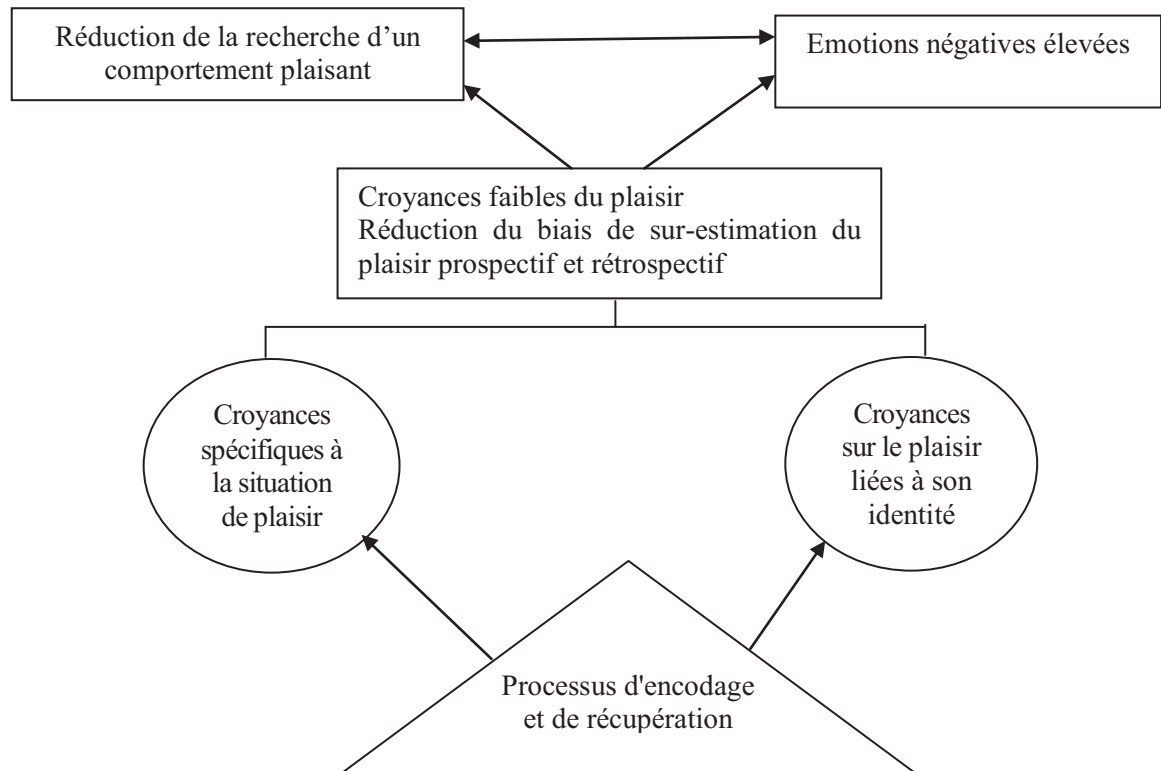 Réduction de la recherche d’un
comportement plaisant
Emotions négatives élevées
Croyances faibles du plaisir
Réduction du biais de sur-estimation du
plaisir prospectif et rétrospectif
Croyances
spécifiques à
la situation
de plaisir
Croyances
sur le plaisir
liées à son
identité
Processus d'encodage
et de récupération